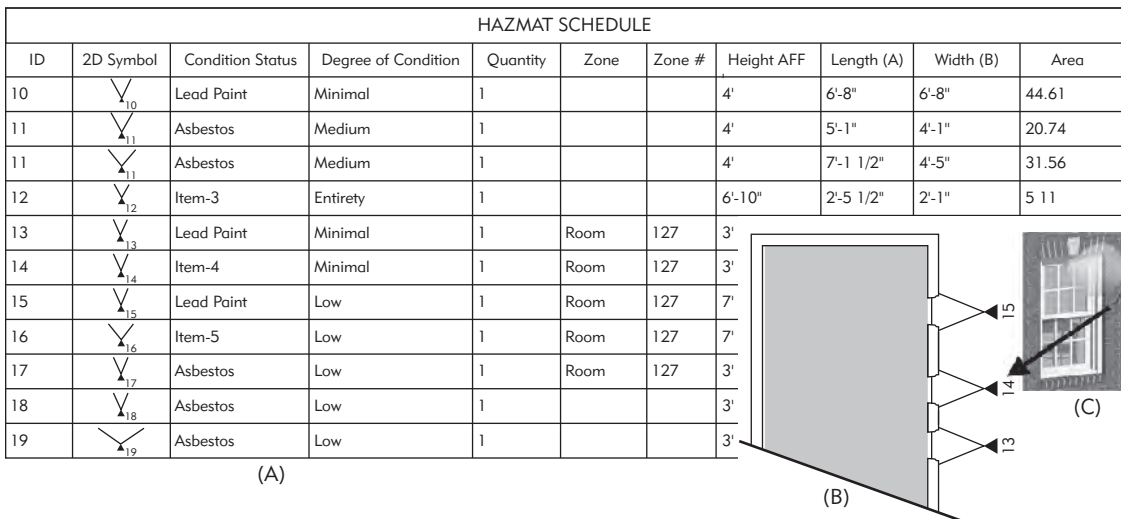 HAZMAT SCHEDULE
ID 2D Symbol Condition Status Degree of Condition Quantity Zone Zone # Height AFF Length (A) Width (B) Area
10 10 Lead Paint Minimal 1 4' 6'-8" 6'-8" 44.61
11 11 Asbestos Medium 1 4' 5'-1" 4'-1" 20.74
11 11 Asbestos Medium 1 4' 7'-1 1/2" 4'-5" 31.56
12 12 Item-3 Entirety 1 6'-10" 2'-5 1/2" 2'-1" 5 11
13 13 Lead Paint Minimal 1 Room 127 3'
14 14 Item-4 Minimal 1 Room 127 3'
15 15 Lead Paint Low 1 Room 127 7'
16 16 Item-5 Low 1 Room 127 7'
17 17 Asbestos Low 1 Room 127 3'
18 18 Asbestos Low 1 3'
19 19 Asbestos Low 1 3'
(A)
15
14
13
(B)
(C)